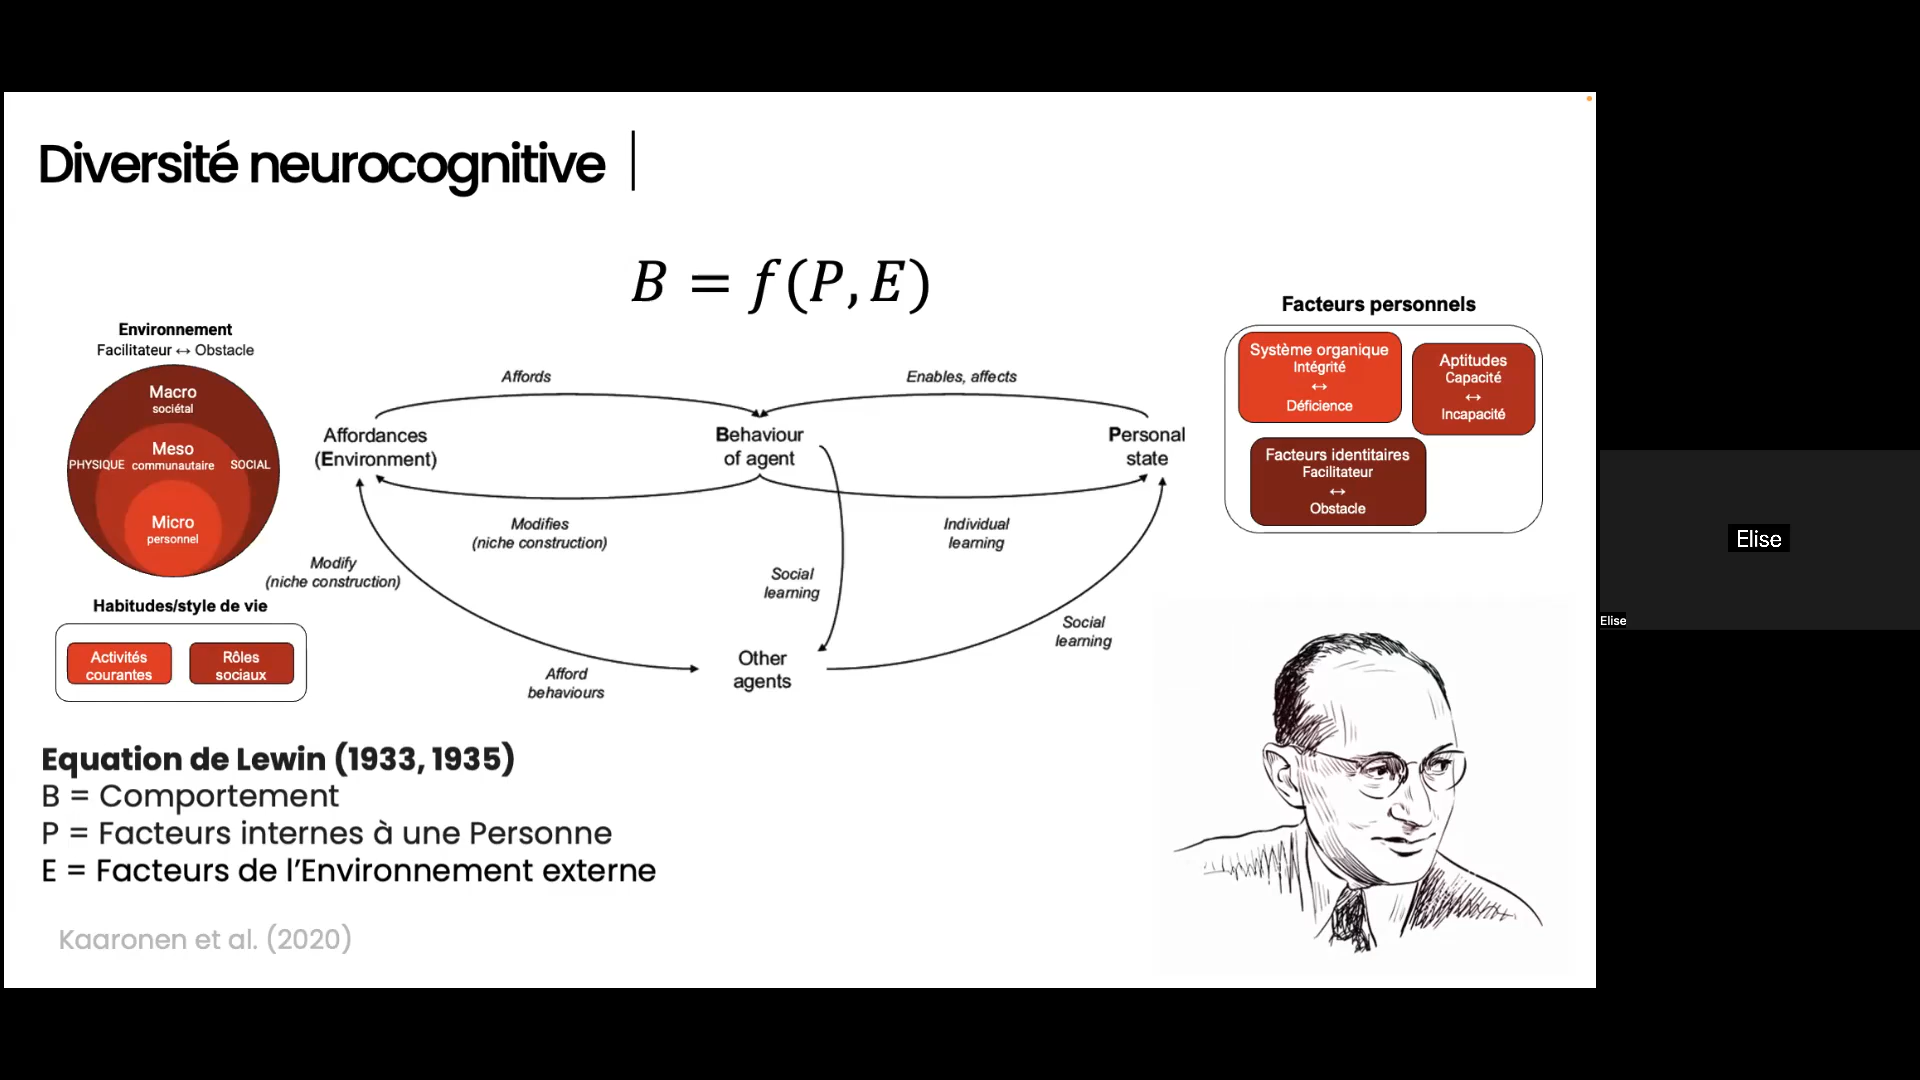 Diversité neurocognitive
B = f(P, E)
Environnement
Facilitateur ↔ Obstacle
Macro
sociétal
Meso
PHYSIQUE communautaire SOCIAL
Micro
personnel
Habitudes/style de vie
Activités
courantes
Rôles
sociaux
Affords
Enables, affects
Affordances
(Environment)
Behaviour
of agent
Personal
state
Modifies
(niche construction)
Individual
learning
Modify
(niche construction)
Social
learning
Social
learning
Afford
behaviours
Other
agents
Facteurs personnels
Système organique
Intégrité
↔
Déficience
Aptitudes
Capacité
↔
Incapacité
Facteurs identitaires
Facilitateur
↔
Obstacle
Equation de Lewin (1933, 1935)
B = Comportement
P = Facteurs internes à une Personne
E = Facteurs de l’Environnement externe
Kaaronen et al. (2020)
Elise
Elise